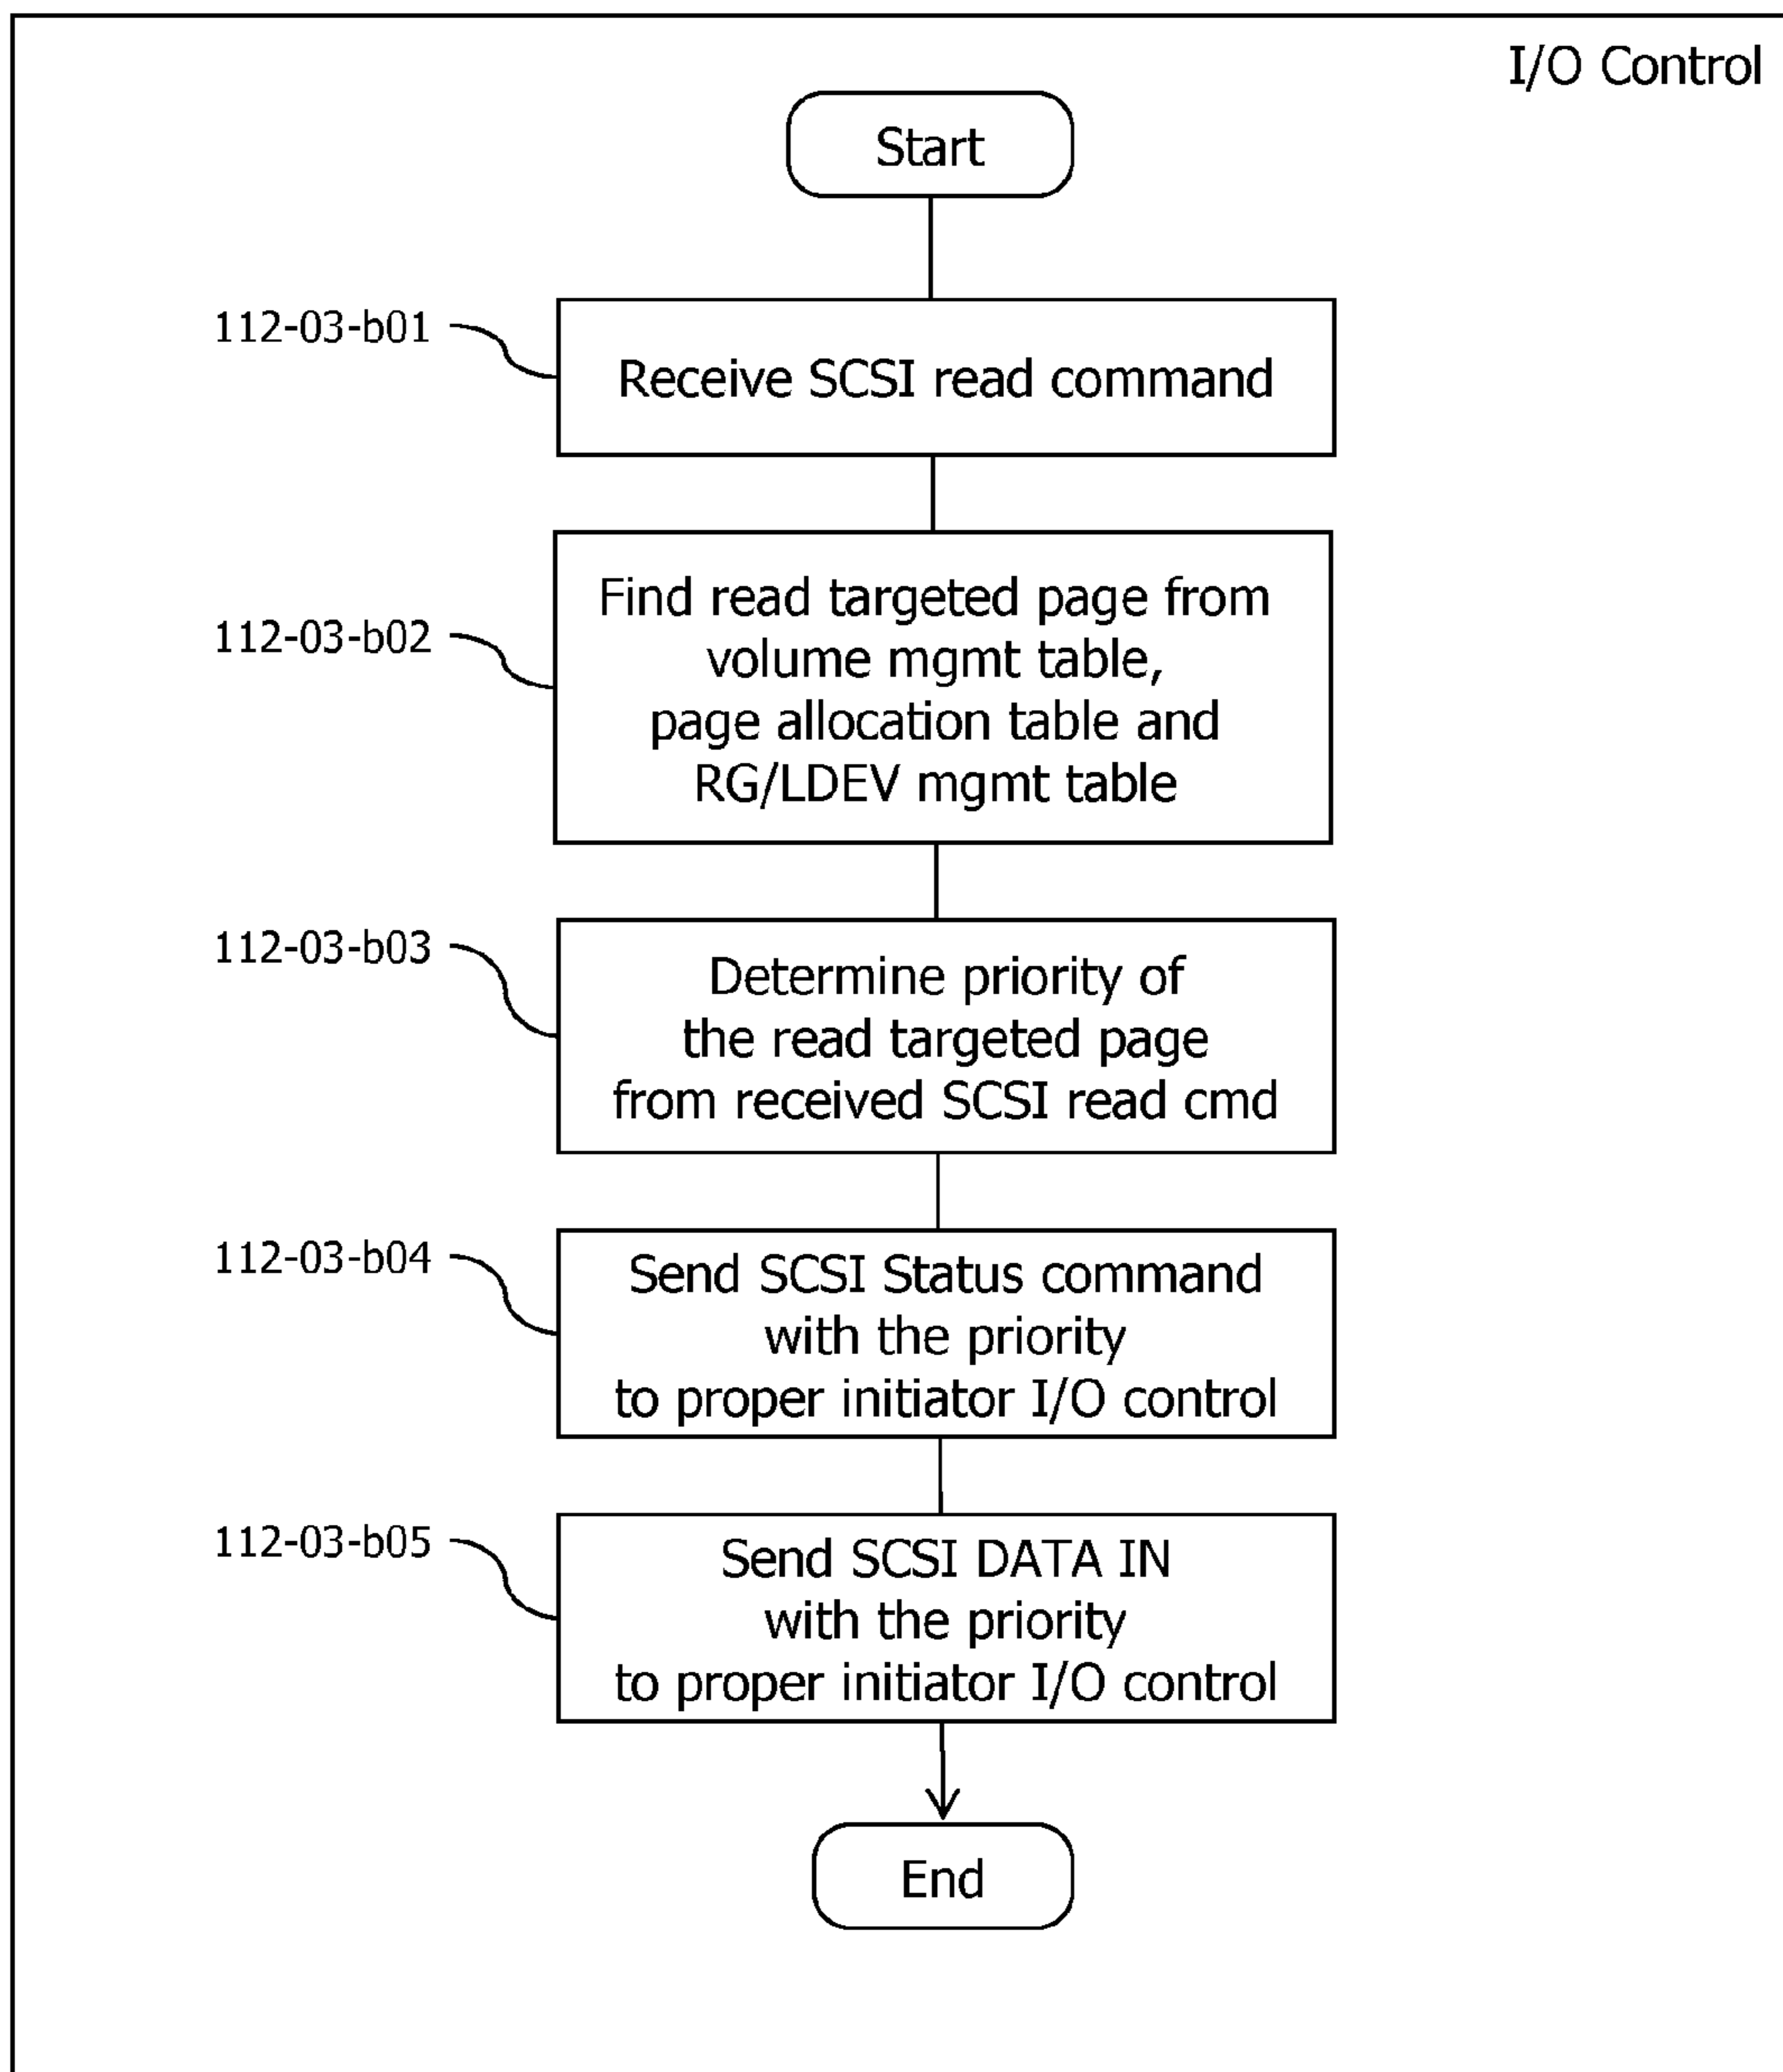 I/O Control
Start
112-03-b01
Receive SCSI read command
112-03-b02
Find read targeted page from
volume mgmt table,
page allocation table and
RG/LDEV mgmt table
112-03-b03
Determine priority of
the read targeted page
from received SCSI read cmd
112-03-b04
Send SCSI Status command
with the priority
to proper initiator I/O control
112-03-b05
Send SCSI DATA IN
with the priority
to proper initiator I/O control
End